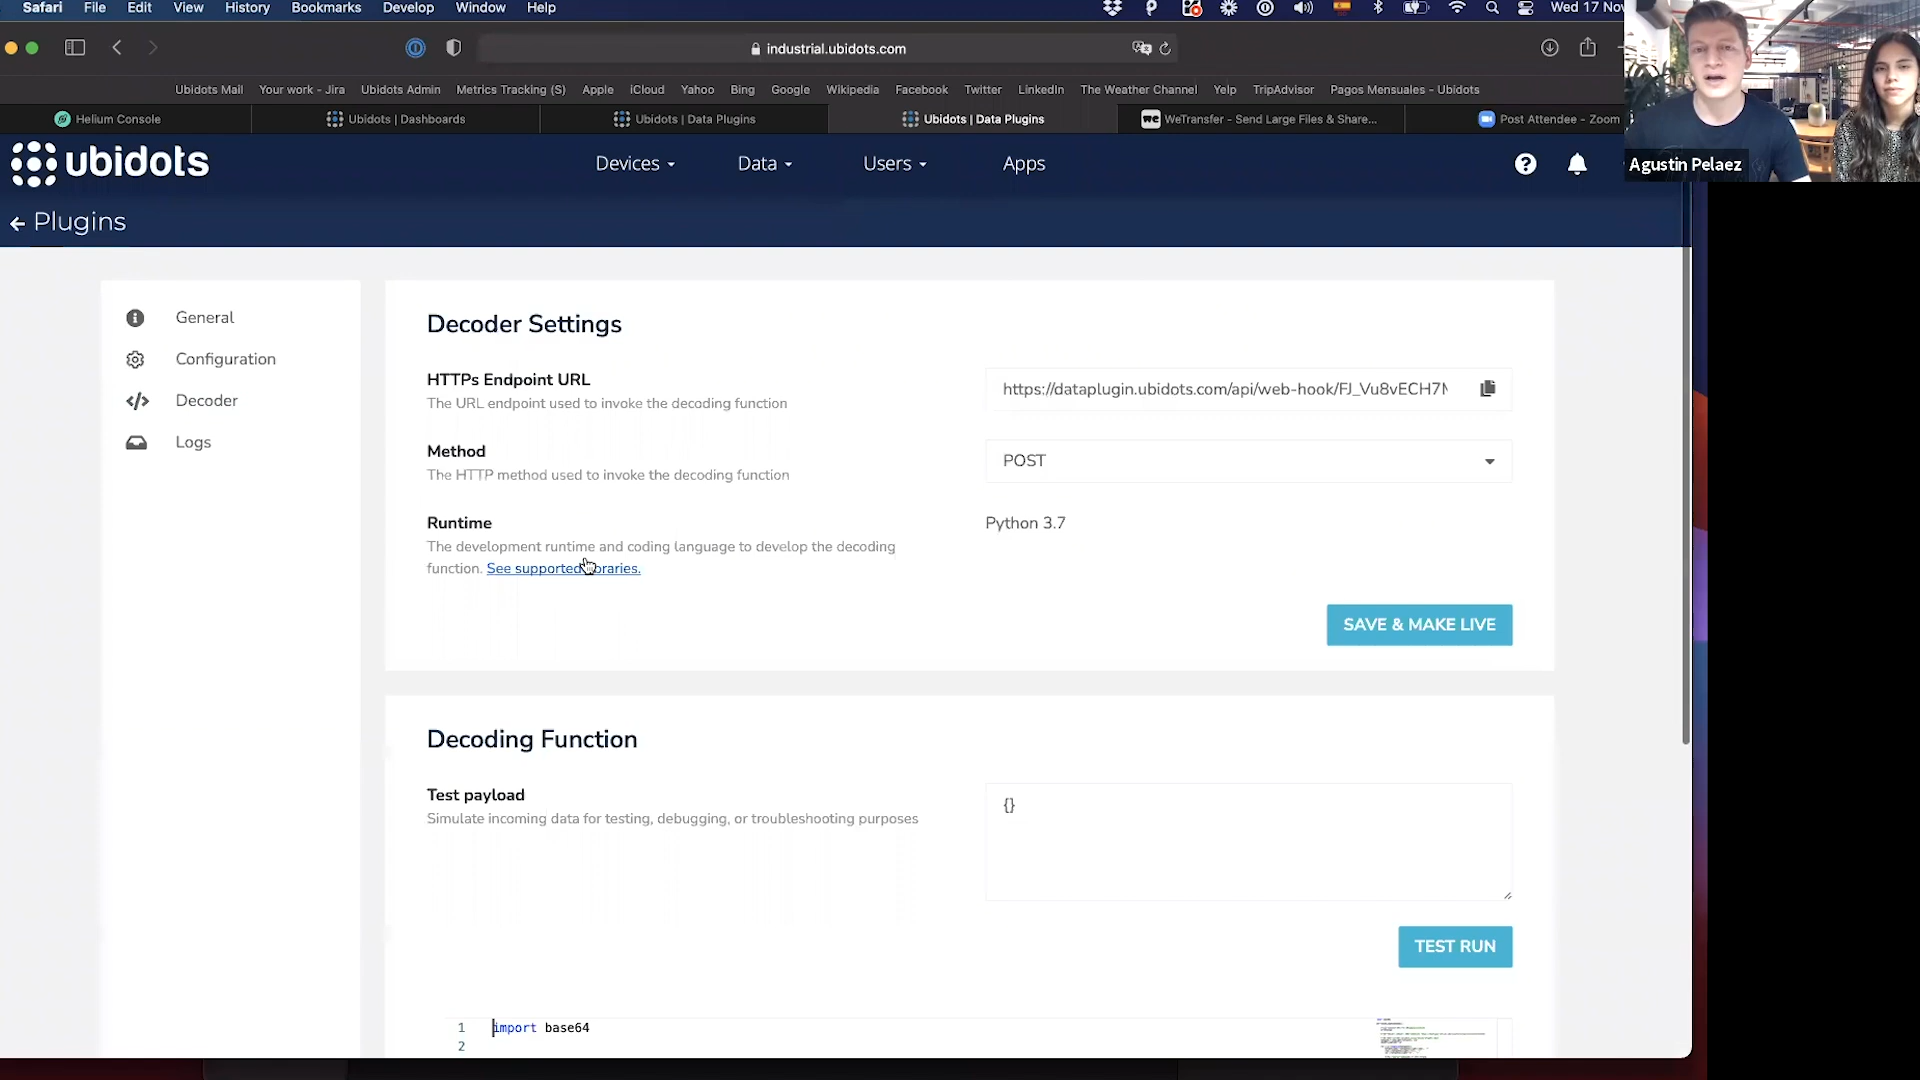 Safari File Edit View History Bookmarks Develop Window Help Wed 17 Nov
industrial.ubidots.com
Ubidots Mail Your work - Jira Ubidots Admin Metrics Tracking (S) Apple iCloud Yahoo Bing Google Wikipedia Facebook Twitter LinkedIn The Weather Channel Yelp TripAdvisor Pagos Mensuales - Ubidots
Helium Console Ubidots | Dashboards Ubidots | Data Plugins Ubidots | Data Plugins we WeTransfer - Send Large Files & Share... Post Attendee - Zoom
Agustin Pelaez
ubidots Devices Data Users Apps
Plugins
General
Configuration
Decoder
Logs
Decoder Settings
HTTPs Endpoint URL
The URL endpoint used to invoke the decoding function
https://dataplugin.ubidots.com/api/web-hook/FJ_Vu8vECH7
Method
The HTTP method used to invoke the decoding function
POST
Runtime
The development runtime and coding language to develop the decoding
function. See supported libraries.
Python 3.7
SAVE & MAKE LIVE
Decoding Function
Test payload
Simulate incoming data for testing, debugging, or troubleshooting purposes
{}
TEST RUN
1 import base64
2